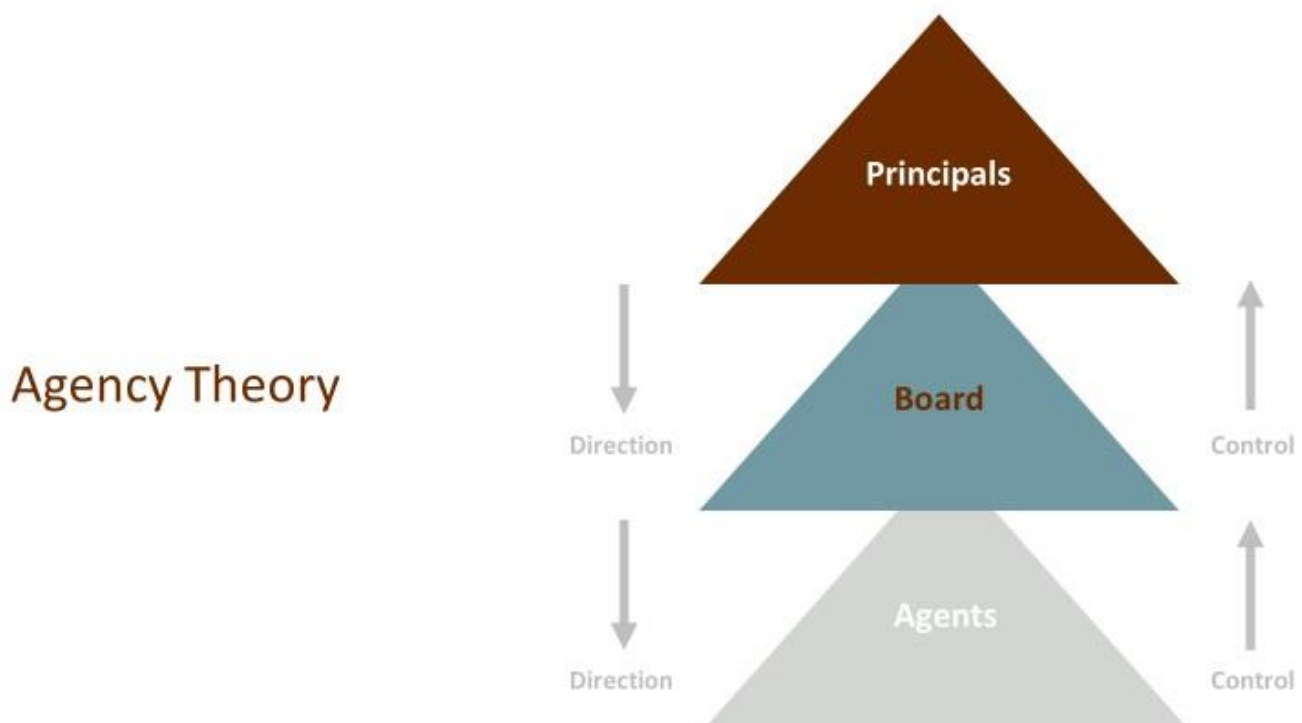 Principals
Agency Theory
Board
Direction
Control
Agents
Direction
Control